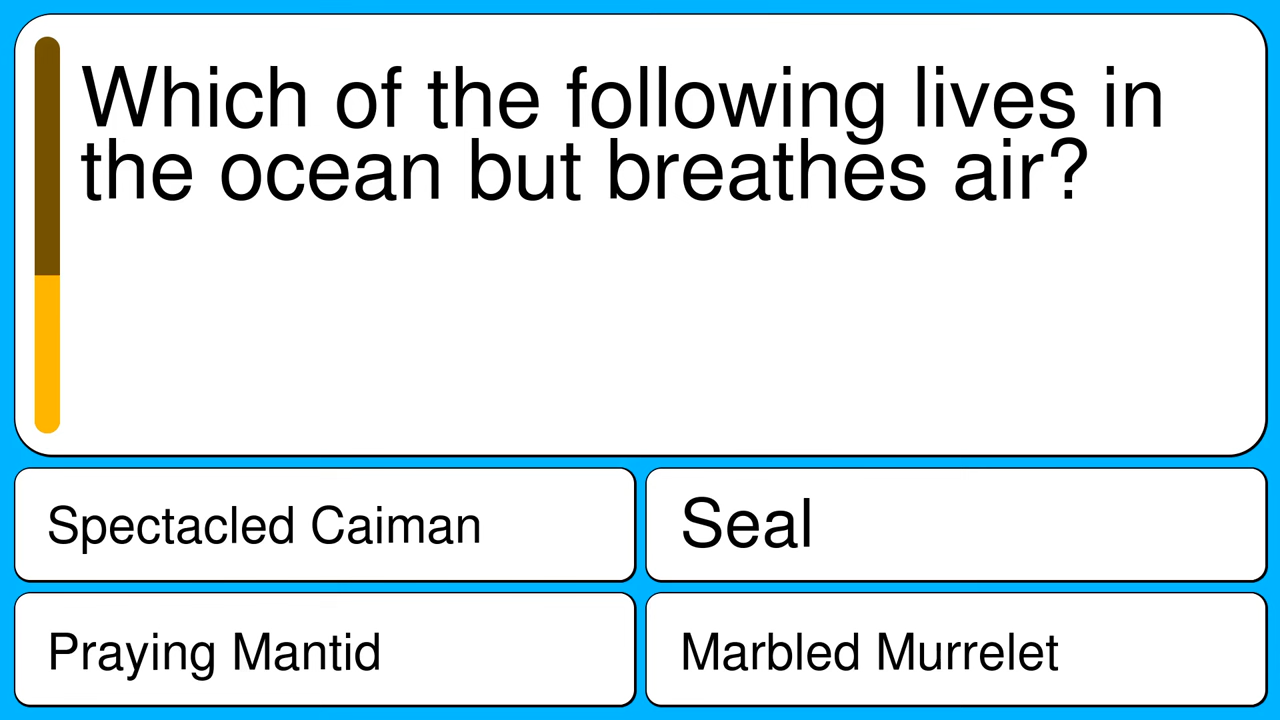 Which of the following lives in
the ocean but breathes air?
Spectacled Caiman
Seal
Praying Mantid
Marbled Murrelet